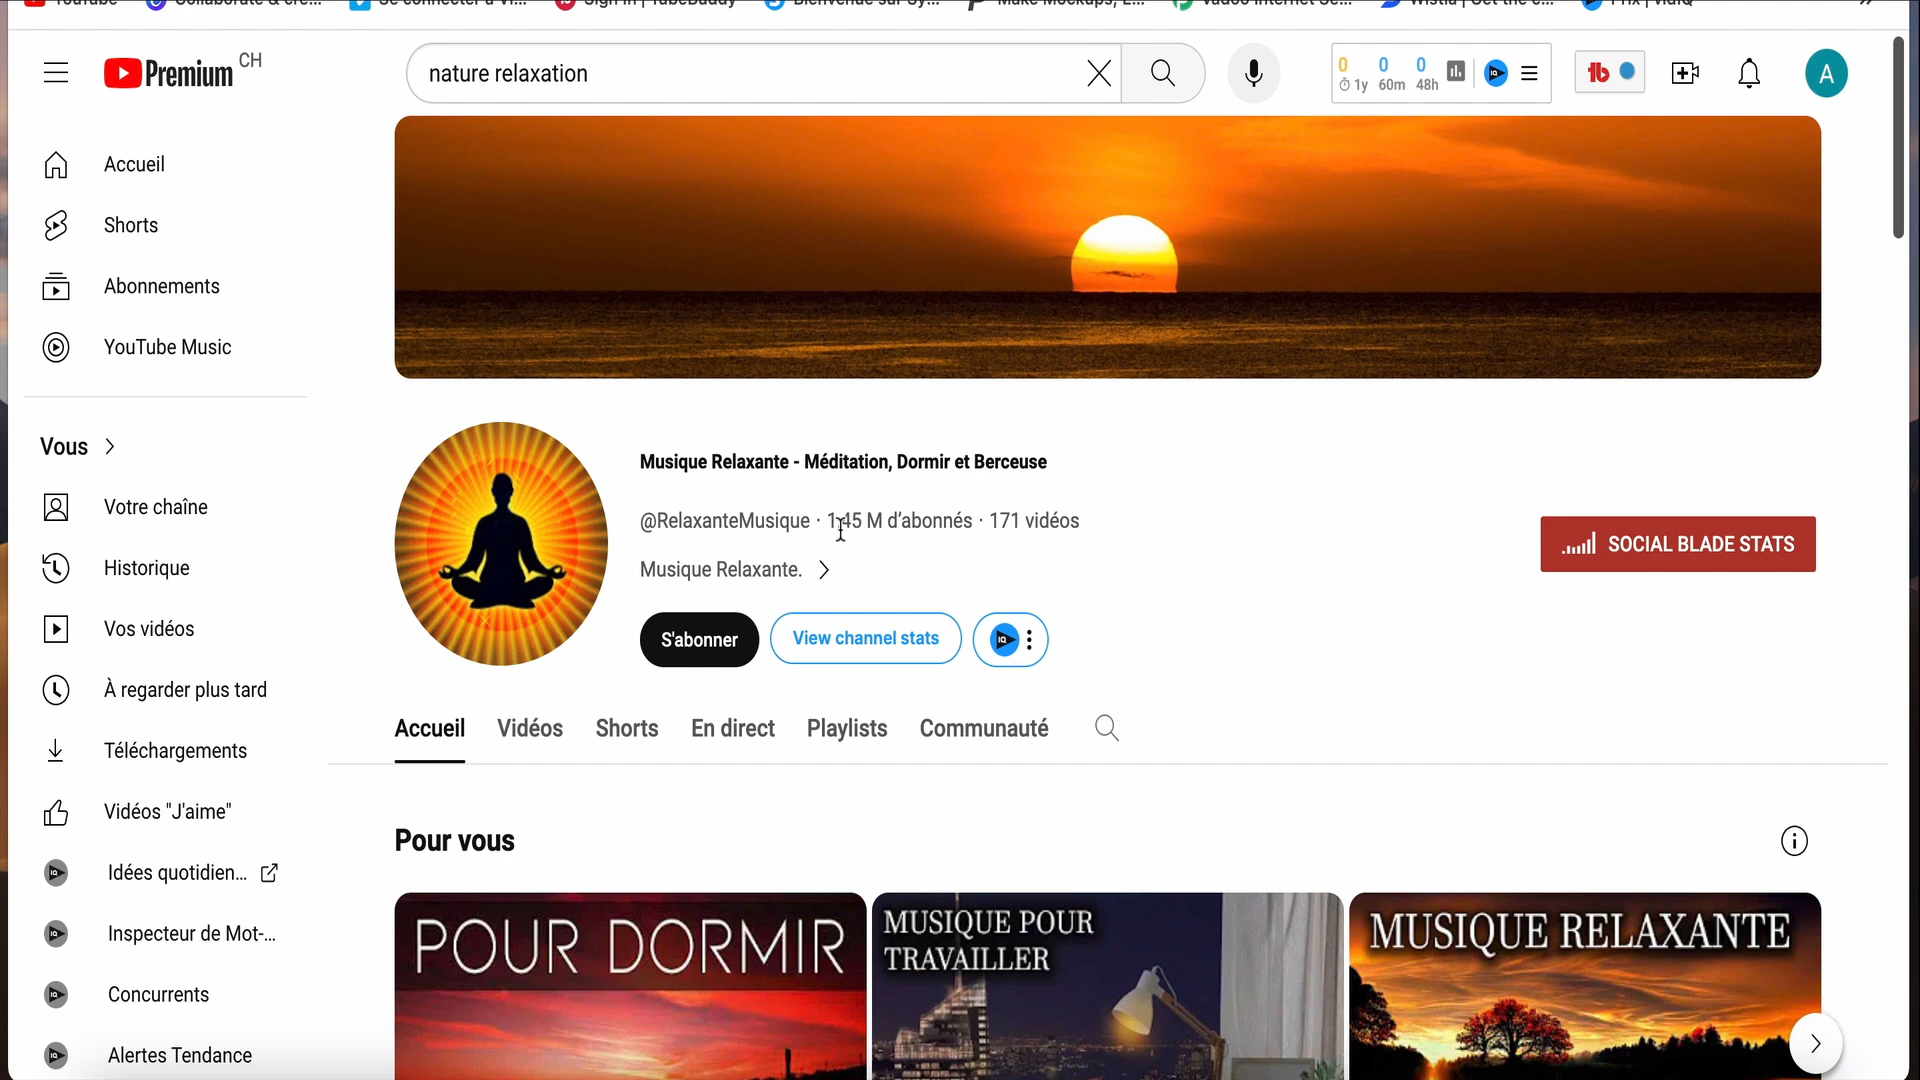 Premium CH
nature relaxation
0 0 0
1y 60m 48h
A
Accueil
Shorts
Abonnements
YouTube Music
Vous
Votre chaîne
Historique
Vos vidéos
À regarder plus tard
Téléchargements
Vidéos "J'aime"
Idées quotidien...
Inspecteur de Mot-...
Concurrents
Alertes Tendance
Musique Relaxante - Méditation, Dormir et Berceuse
@RelaxanteMusique · 1,45 M d’abonnés · 171 vidéos
Musique Relaxante.
SOCIAL BLADE STATS
S'abonner
View channel stats
Accueil Vidéos Shorts En direct Playlists Communauté
Pour vous
POUR DORMIR
MUSIQUE POUR
TRAVAILLER
MUSIQUE RELAXANTE